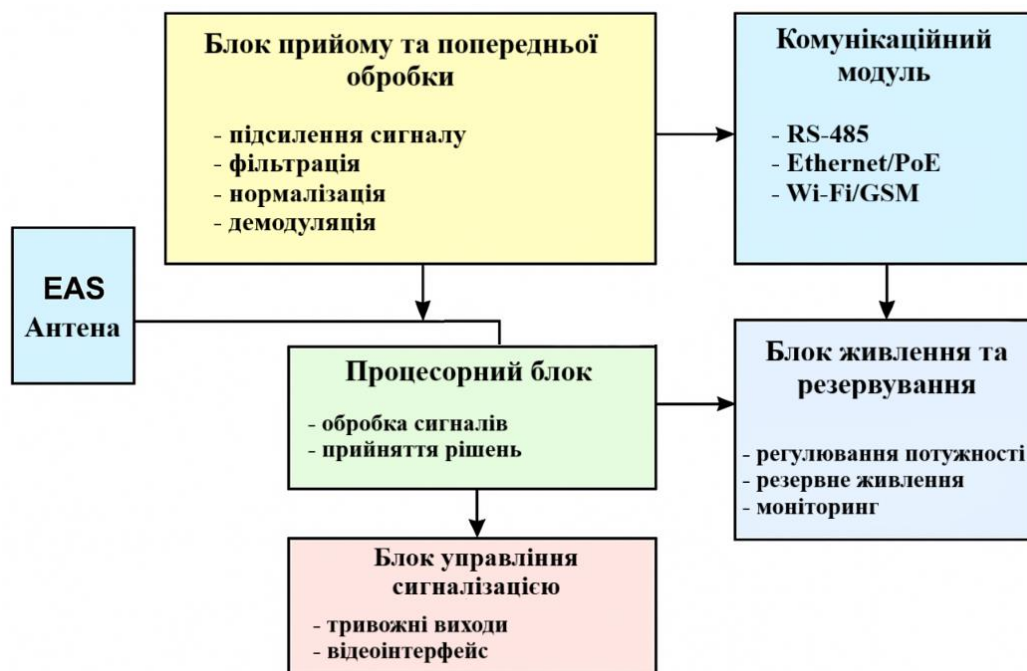 Блок прийому та попередньої
обробки
- підсилення сигналу
- фільтрація
- нормалізація
- демодуляція
Комунікаційний
модуль
- RS-485
- Ethernet/PoE
- Wi-Fi/GSM
EAS
Антена
Процесорний блок
- обробка сигналів
- прийняття рішень
Блок живлення та
резервування
- регулювання потужності
- резервне живлення
- моніторинг
Блок управління
сигналізацією
- тривожні виходи
- відеоінтерфейс